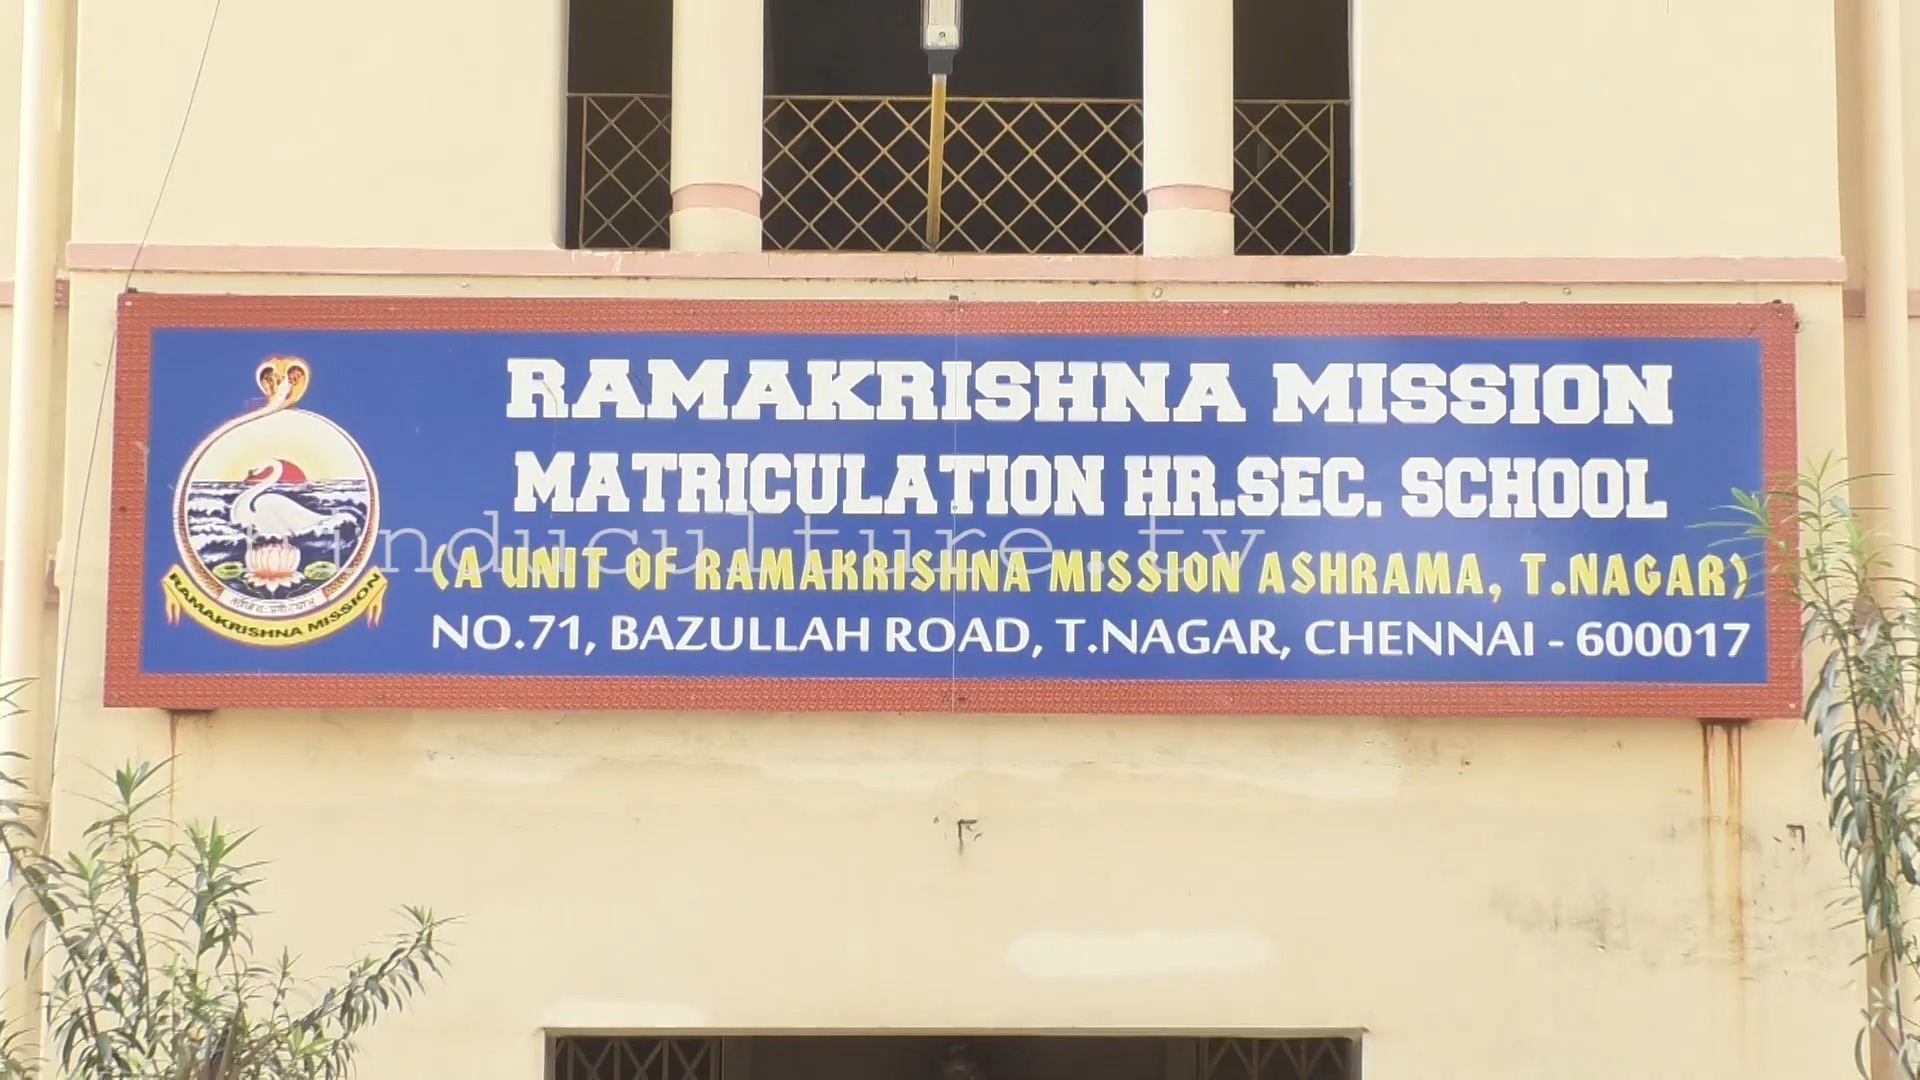 RAMAKRISHNA MISSION
MATRICULATION HR.SEC. SCHOOL
(A UNIT OF RAMAKRISHNA MISSION ASHRAMA, T.NAGAR)
NO.71, BAZULLAH ROAD, T.NAGAR, CHENNAI - 600017
RAMAKRISHNA MISSION
hinduculture.tv